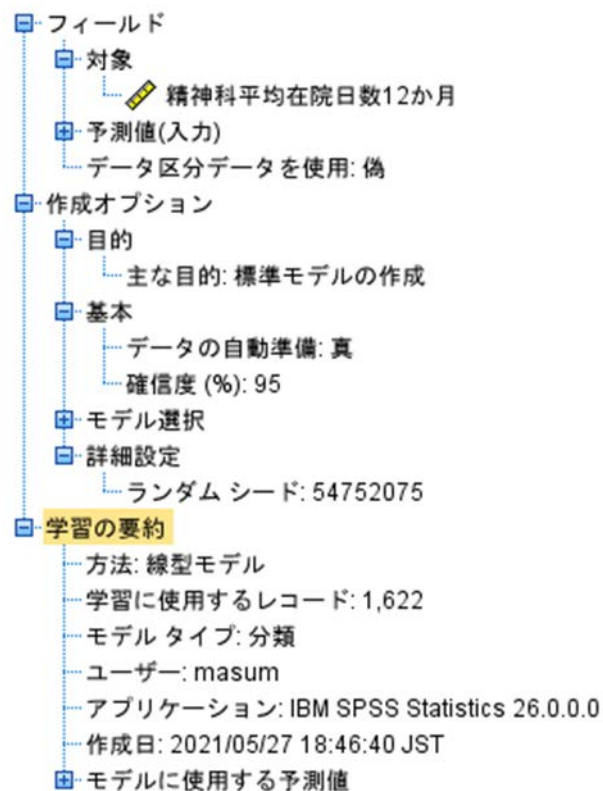 フィールド
対象
精神科平均在院日数12か月
予測値(入力)
データ区分データを使用: 偽
作成オプション
目的
主な目的: 標準モデルの作成
基本
データの自動準備: 真
確信度 (%): 95
モデル選択
詳細設定
ランダム シード: 54752075
学習の要約
方法: 線型モデル
学習に使用するレコード: 1,622
モデル タイプ: 分類
ユーザー: masum
アプリケーション: IBM SPSS Statistics 26.0.0.0
作成日: 2021/05/27 18:46:40 JST
モデルに使用する予測値